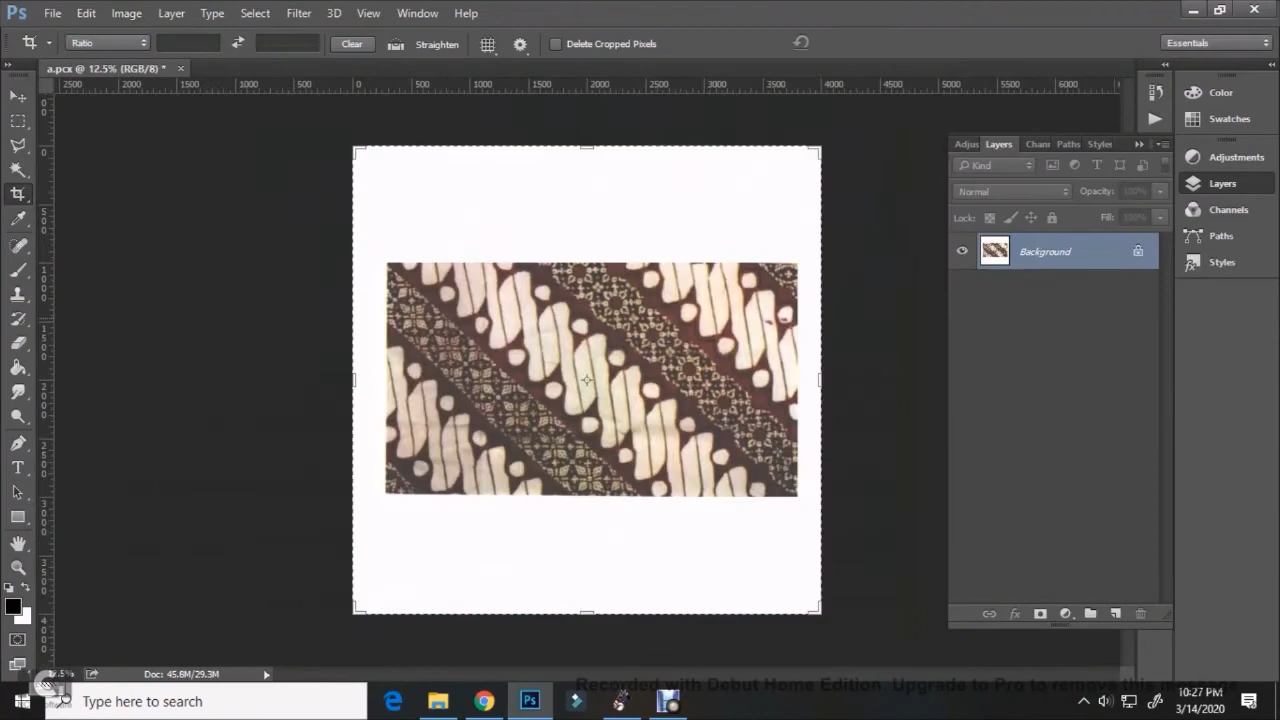 Ps File Edit Image Layer Type Select Filter 3D View Window Help
Ratio Clear Straighten Delete Cropped Pixels Essentials
a.pcx @ 12.5% (RGB/8) *
2500 2000 1500 1000 500 0 500 1000 1500 2000 2500 3000 3500 4000 5000 6000
Color
Swatches
Adjustments
Layers
Channels
Paths
Styles
Adjus Layers Chanr Paths Styles
Kind
Normal Opacity: 100%
Lock: Fill: 100%
Background
Doc: 45.8M/29.3M
Recorded with Debut Home Edition. Upgrade to Pro to remove this message
Type here to search
10:27 PM
3/14/2020